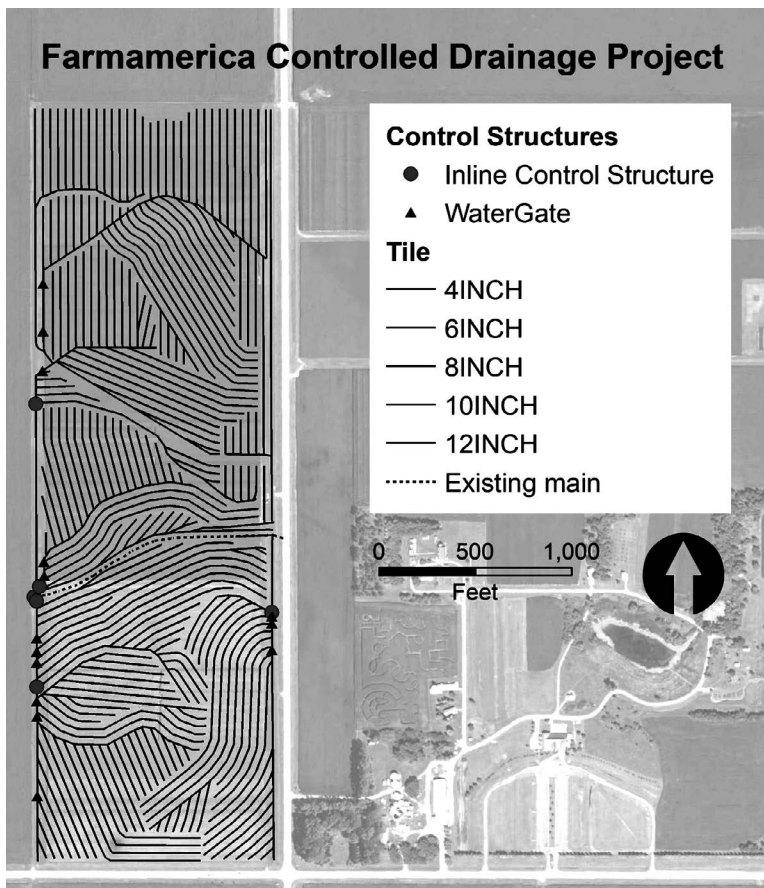 Farmamerica Controlled Drainage Project
Control Structures
Inline Control Structure
WaterGate
Tile
4INCH
6INCH
8INCH
10INCH
12INCH
Existing main
0 500 1,000
Feet